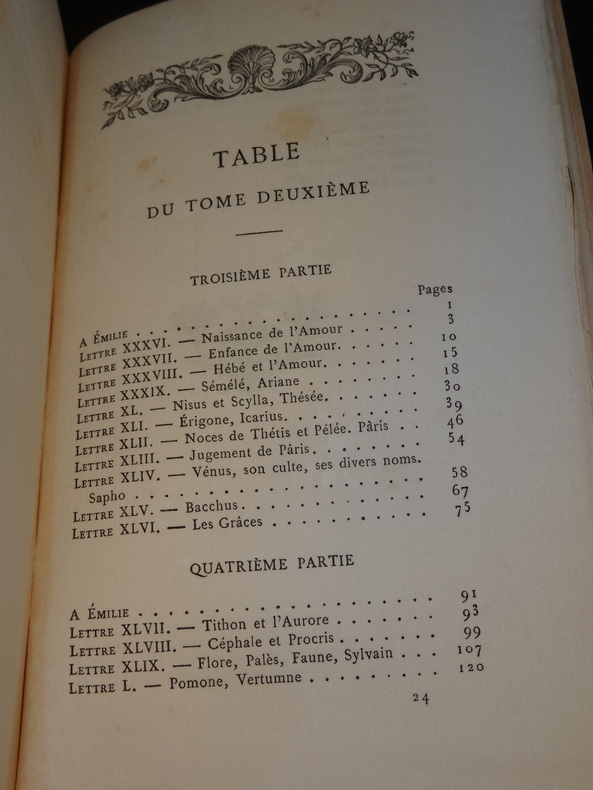 TABLE
DU TOME DEUXIÈME
TROISIÈME PARTIE
Pages
A ÉMILIE . . . . . . . . . . . . . . . . . . . . 1
LETTRE XXXVI. — Naissance de l'Amour . . . . . 3
LETTRE XXXVII. — Enfance de l'Amour. . . . . . 10
LETTRE XXXVIII. — Hébé et l'Amour. . . . . . . 15
LETTRE XXXIX. — Sémélé, Ariane . . . . . . . . 18
LETTRE XL. — Nisus et Scylla, Thésée. . . . . . . 30
LETTRE XLI. — Érigone, Icarius. . . . . . . . . . 39
LETTRE XLII. — Noces de Thétis et Pélée. Pâris . . 46
LETTRE XLIII. — Jugement de Pâris. . . . . . . . 54
LETTRE XLIV. — Vénus, son culte, ses divers noms.
Sapho . . . . . . . . . . . . . . . . . . . . 58
LETTRE XLV. — Bacchus. . . . . . . . . . . . . 67
LETTRE XLVI. — Les Grâces . . . . . . . . . . . 75
QUATRIÈME PARTIE
A ÉMILIE . . . . . . . . . . . . . . . . . . . . 91
LETTRE XLVII. — Tithon et l'Aurore . . . . . . . 93
LETTRE XLVIII. — Céphale et Procris . . . . . . . 99
LETTRE XLIX. — Flore, Palès, Faune, Sylvain . . . 107
LETTRE L. — Pomone, Vertumne . . . . . . . . . 120
24